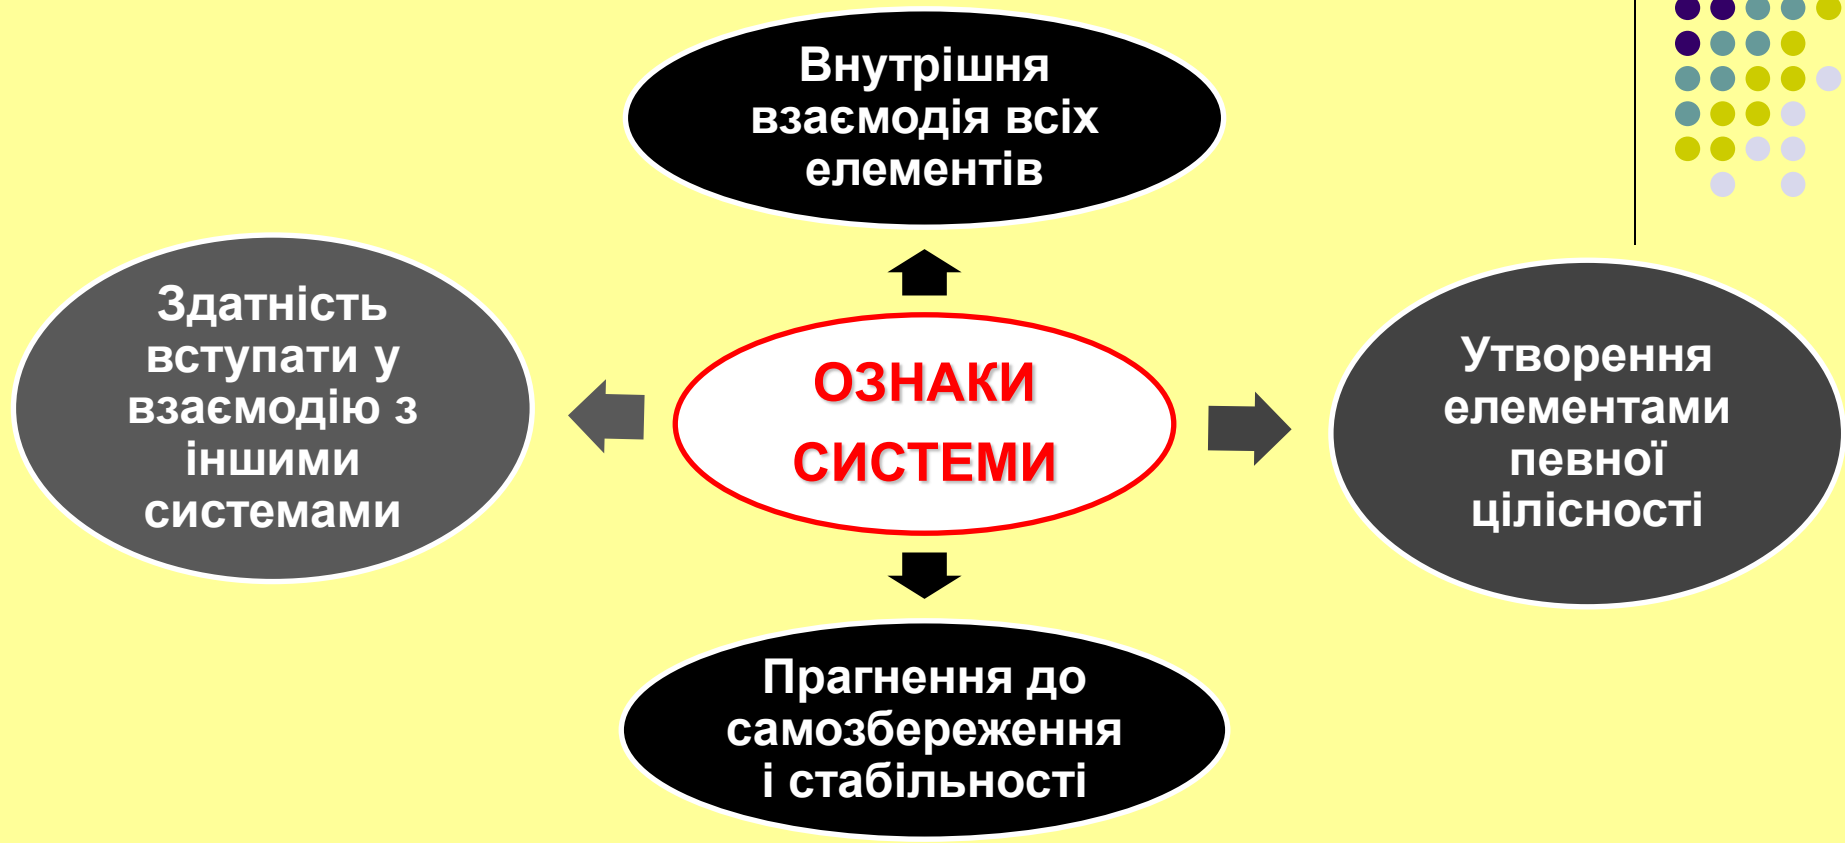 Внутрішня
взаємодія всіх
елементів
Здатність
вступати у
взаємодію з
іншими
системами
ОЗНАКИ
СИСТЕМИ
Утворення
елементами
певної
цілісності
Прагнення до
самозбереження
і стабільності